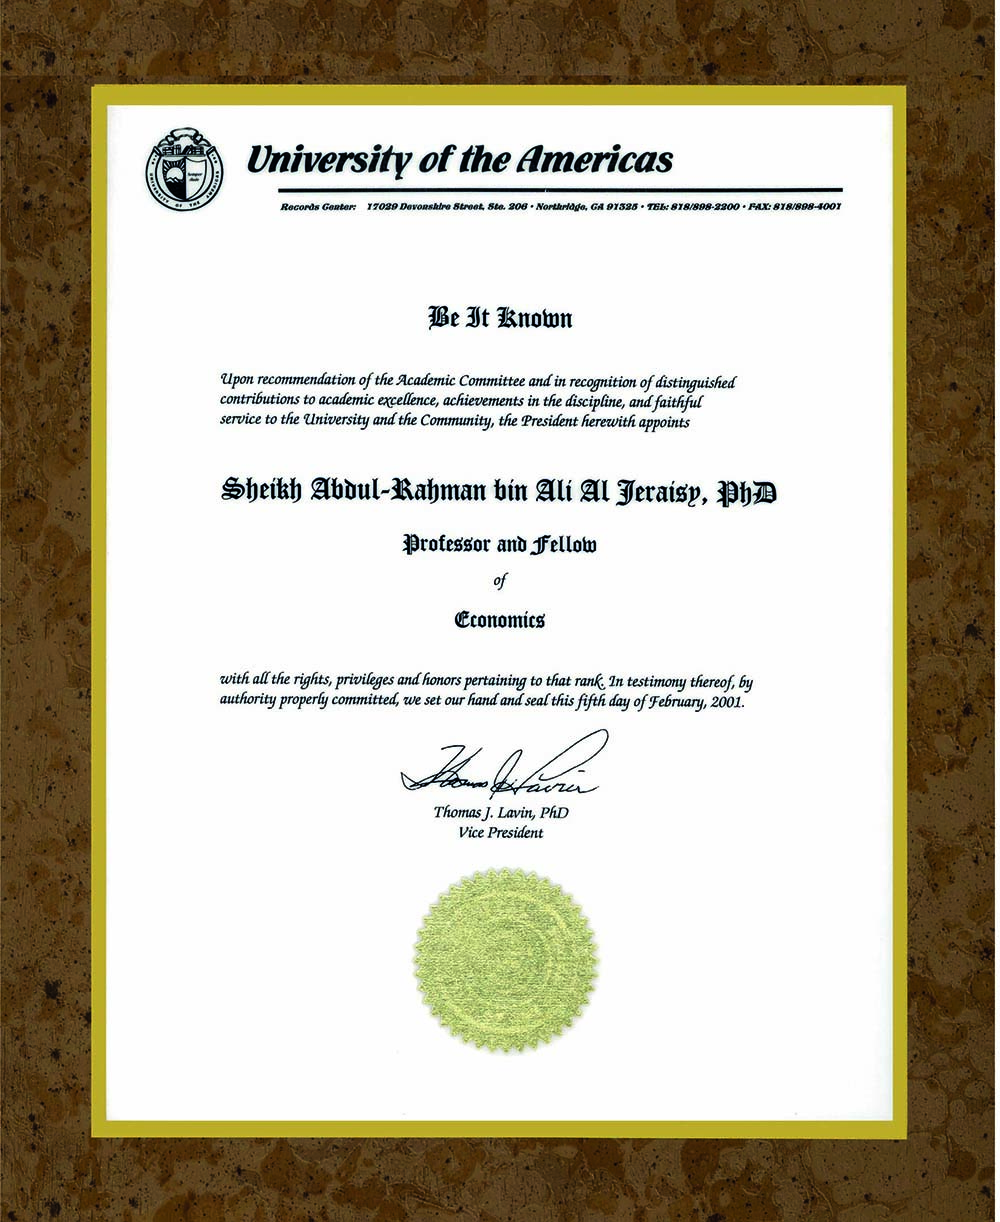 University of the Americas
Records Center: 17029 Devonshire Street, Ste. 206 • Northridge, CA 91325 • TEL: 818/898-2200 • FAX: 818/898-4001
UNIVERSITY OF THE AMERICAS
Be It Known
Upon recommendation of the Academic Committee and in recognition of distinguished
contributions to academic excellence, achievements in the discipline, and faithful
service to the University and the Community, the President herewith appoints
Sheikh Abdul-Rahman bin Ali Al Jeraisy, PhD
Professor and Fellow
of
Economics
with all the rights, privileges and honors pertaining to that rank. In testimony thereof, by
authority properly committed, we set our hand and seal this fifth day of February, 2001.
Thomas J. Lavin
Thomas J. Lavin, PhD
Vice President